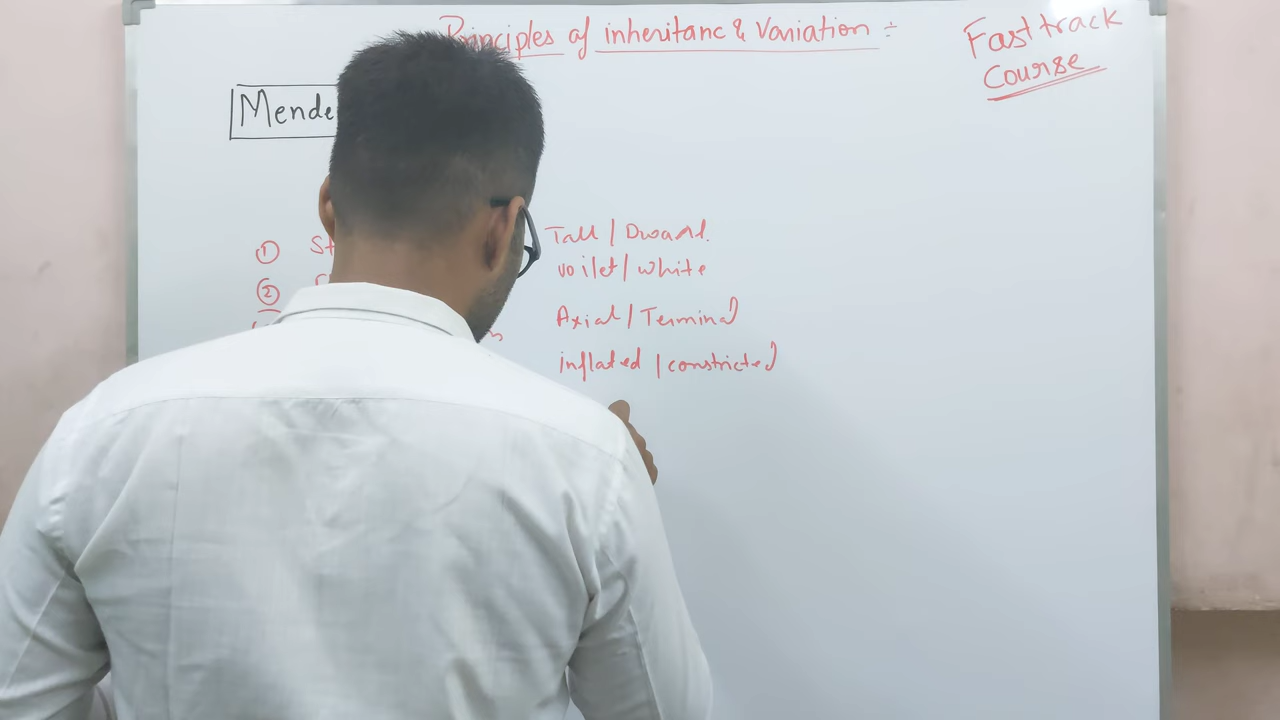 Principles of inheritanc & Variation :-
Fast track
Course
Mende
① St
Tall / Dwarf.
②
voilet / white
Axial / Terminal
inflated / constricted